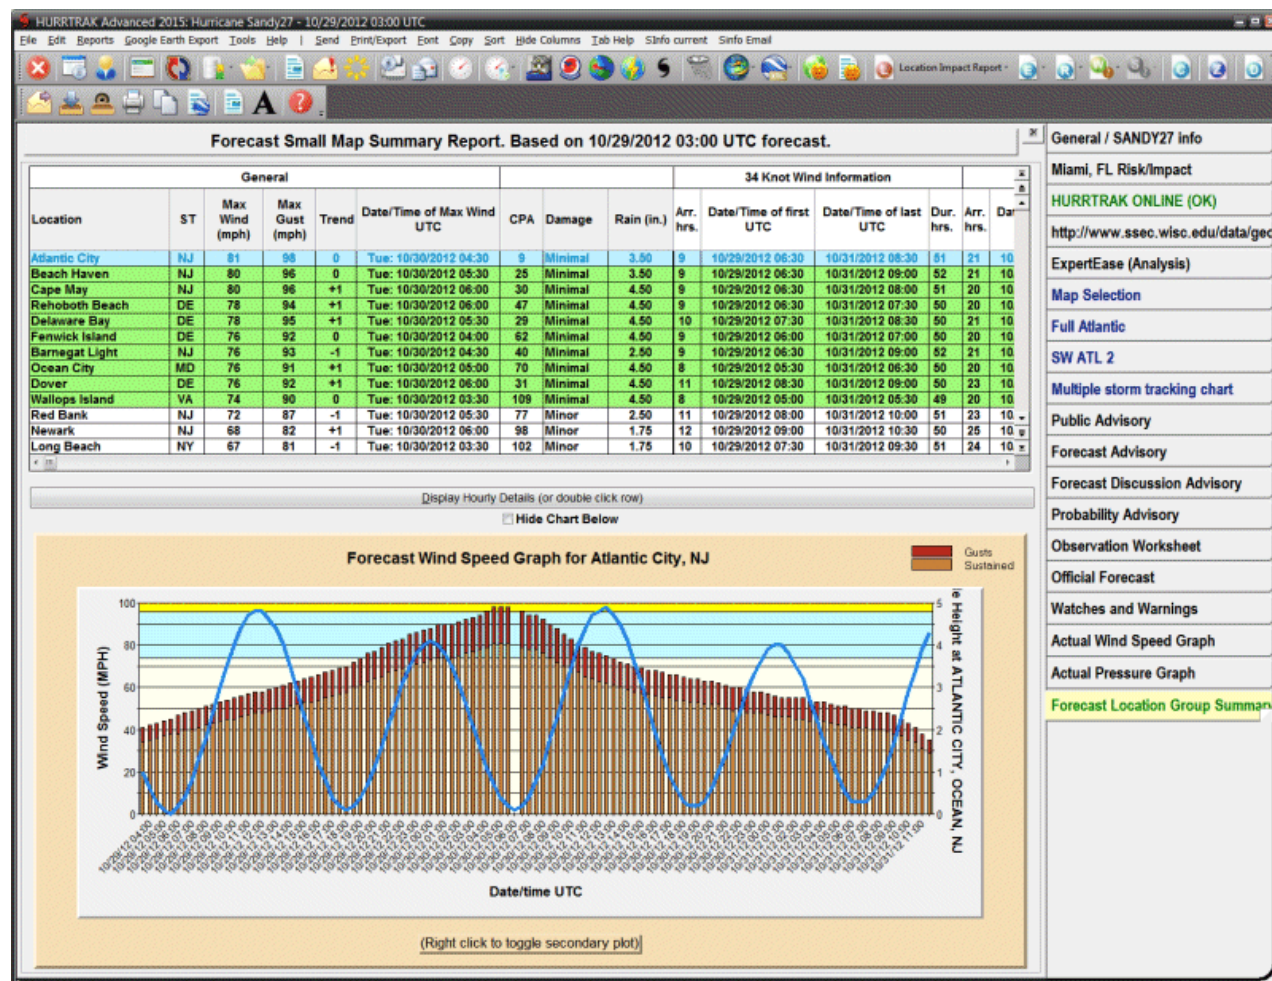 HURRTRAK Advanced 2015: Hurricane Sandy27 - 10/29/2012 03:00 UTC
File Edit Reports Google Earth Export Tools Help | Send Print/Export Font Copy Sort Hide Columns Tab Help SInfo current Sinfo Email
Location Impact Report
Forecast Small Map Summary Report. Based on 10/29/2012 03:00 UTC forecast.
General 34 Knot Wind Information
Location ST Max Wind (mph) Max Gust (mph) Trend Date/Time of Max Wind UTC CPA Damage Rain (in.) Arr. hrs. Date/Time of first UTC Date/Time of last UTC Dur. hrs. Arr. hrs. Da
Atlantic City NJ 81 98 0 Tue: 10/30/2012 04:30 9 Minimal 3.50 9 10/29/2012 06:30 10/31/2012 08:30 51 21 10
Beach Haven NJ 80 96 0 Tue: 10/30/2012 05:30 25 Minimal 3.50 9 10/29/2012 06:30 10/31/2012 09:00 52 21 10
Cape May NJ 80 96 +1 Tue: 10/30/2012 06:00 30 Minimal 4.50 9 10/29/2012 06:30 10/31/2012 08:00 51 20 10
Rehoboth Beach DE 78 94 +1 Tue: 10/30/2012 06:00 47 Minimal 4.50 9 10/29/2012 06:30 10/31/2012 07:30 50 20 10
Delaware Bay DE 78 95 +1 Tue: 10/30/2012 05:30 29 Minimal 4.50 10 10/29/2012 07:30 10/31/2012 08:30 50 21 10
Fenwick Island DE 76 92 0 Tue: 10/30/2012 04:00 62 Minimal 4.50 9 10/29/2012 06:00 10/31/2012 07:00 50 20 10
Barnegat Light NJ 76 93 -1 Tue: 10/30/2012 04:30 40 Minimal 2.50 9 10/29/2012 06:30 10/31/2012 09:00 52 21 10
Ocean City MD 76 91 +1 Tue: 10/30/2012 05:00 70 Minimal 4.50 8 10/29/2012 05:30 10/31/2012 06:30 50 20 10
Dover DE 76 92 +1 Tue: 10/30/2012 06:00 31 Minimal 4.50 11 10/29/2012 08:30 10/31/2012 09:00 50 23 10
Wallops Island VA 74 90 0 Tue: 10/30/2012 03:30 109 Minimal 4.50 8 10/29/2012 05:00 10/31/2012 05:30 49 20 10
Red Bank NJ 72 87 -1 Tue: 10/30/2012 05:30 77 Minor 2.50 11 10/29/2012 08:00 10/31/2012 10:00 51 23 10
Newark NJ 68 82 +1 Tue: 10/30/2012 06:00 98 Minor 1.75 12 10/29/2012 09:00 10/31/2012 10:30 50 25 10
Long Beach NY 67 81 -1 Tue: 10/30/2012 03:30 102 Minor 1.75 10 10/29/2012 07:30 10/31/2012 09:30 51 24 10
Display Hourly Details (or double click row)
Hide Chart Below
Forecast Wind Speed Graph for Atlantic City, NJ
Gusts
Sustained
Wind Speed (MPH)
100
80
60
40
20
0
5
4
3
2
1
0
le Height at ATLANTIC CITY, OCEAN, NJ
Date/time UTC
(Right click to toggle secondary plot)
General / SANDY27 info
Miami, FL Risk/Impact
HURRTRAK ONLINE (OK)
http://www.ssec.wisc.edu/data/geo
ExpertEase (Analysis)
Map Selection
Full Atlantic
SW ATL 2
Multiple storm tracking chart
Public Advisory
Forecast Advisory
Forecast Discussion Advisory
Probability Advisory
Observation Worksheet
Official Forecast
Watches and Warnings
Actual Wind Speed Graph
Actual Pressure Graph
Forecast Location Group Summary